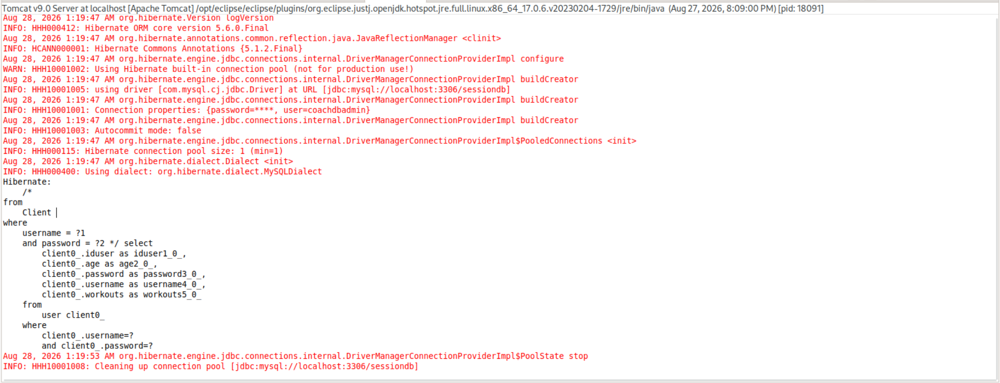 Tomcat v9.0 Server at localhost [Apache Tomcat] /opt/eclipse/eclipse/plugins/org.eclipse.justj.openjdk.hotspot.jre.full.linux.x86_64_17.0.6.v20230204-1729/jre/bin/java (Aug 27, 2026, 8:09:00 PM) [pid: 18091]
Aug 28, 2026 1:19:47 AM org.hibernate.Version logVersion
INFO: HHH000412: Hibernate ORM core version 5.6.0.Final
Aug 28, 2026 1:19:47 AM org.hibernate.annotations.common.reflection.java.JavaReflectionManager <clinit>
INFO: HCANN000001: Hibernate Commons Annotations {5.1.2.Final}
Aug 28, 2026 1:19:47 AM org.hibernate.engine.jdbc.connections.internal.DriverManagerConnectionProviderImpl configure
WARN: HHH10001002: Using Hibernate built-in connection pool (not for production use!)
Aug 28, 2026 1:19:47 AM org.hibernate.engine.jdbc.connections.internal.DriverManagerConnectionProviderImpl buildCreator
INFO: HHH10001005: using driver [com.mysql.cj.jdbc.Driver] at URL [jdbc:mysql://localhost:3306/sessiondb]
Aug 28, 2026 1:19:47 AM org.hibernate.engine.jdbc.connections.internal.DriverManagerConnectionProviderImpl buildCreator
INFO: HHH10001001: Connection properties: {password=****, user=coachdbadmin}
Aug 28, 2026 1:19:47 AM org.hibernate.engine.jdbc.connections.internal.DriverManagerConnectionProviderImpl buildCreator
INFO: HHH10001003: Autocommit mode: false
Aug 28, 2026 1:19:47 AM org.hibernate.engine.jdbc.connections.internal.DriverManagerConnectionProviderImpl$PooledConnections <init>
INFO: HHH000115: Hibernate connection pool size: 1 (min=1)
Aug 28, 2026 1:19:47 AM org.hibernate.dialect.Dialect <init>
INFO: HHH000400: Using dialect: org.hibernate.dialect.MySQLDialect
Hibernate:
    /*
from
    Client
where
    username = ?1
    and password = ?2 */ select
        client0_.iduser as iduser1_0_,
        client0_.age as age2_0_,
        client0_.password as password3_0_,
        client0_.username as username4_0_,
        client0_.workouts as workouts5_0_
    from
        user client0_
    where
        client0_.username=?
        and client0_.password=?
Aug 28, 2026 1:19:53 AM org.hibernate.engine.jdbc.connections.internal.DriverManagerConnectionProviderImpl$PoolState stop
INFO: HHH10001008: Cleaning up connection pool [jdbc:mysql://localhost:3306/sessiondb]